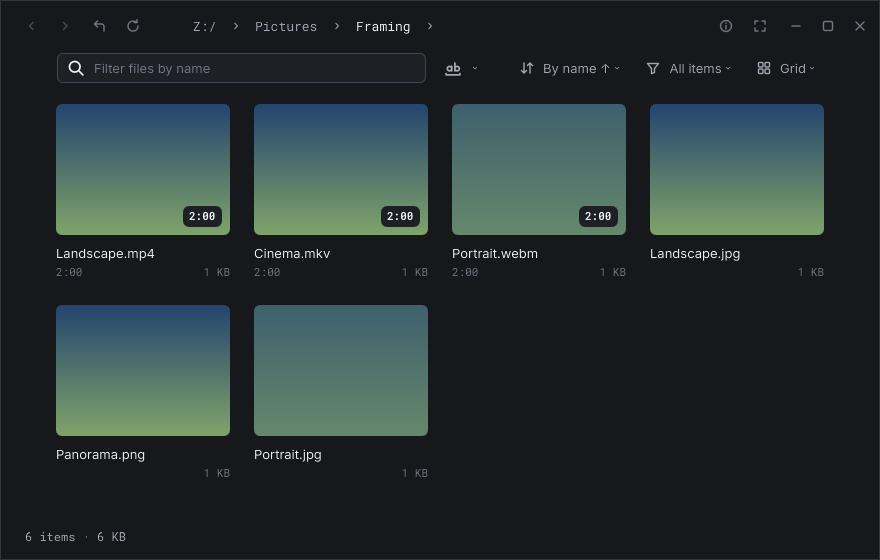 Z:/ > Pictures > Framing >
Filter files by name
ab
By name ↑
All items
Grid
2:00
2:00
2:00
Landscape.mp4
Cinema.mkv
Portrait.webm
Landscape.jpg
2:00 1 KB
2:00 1 KB
2:00 1 KB
1 KB
Panorama.png
Portrait.jpg
1 KB
1 KB
6 items · 6 KB